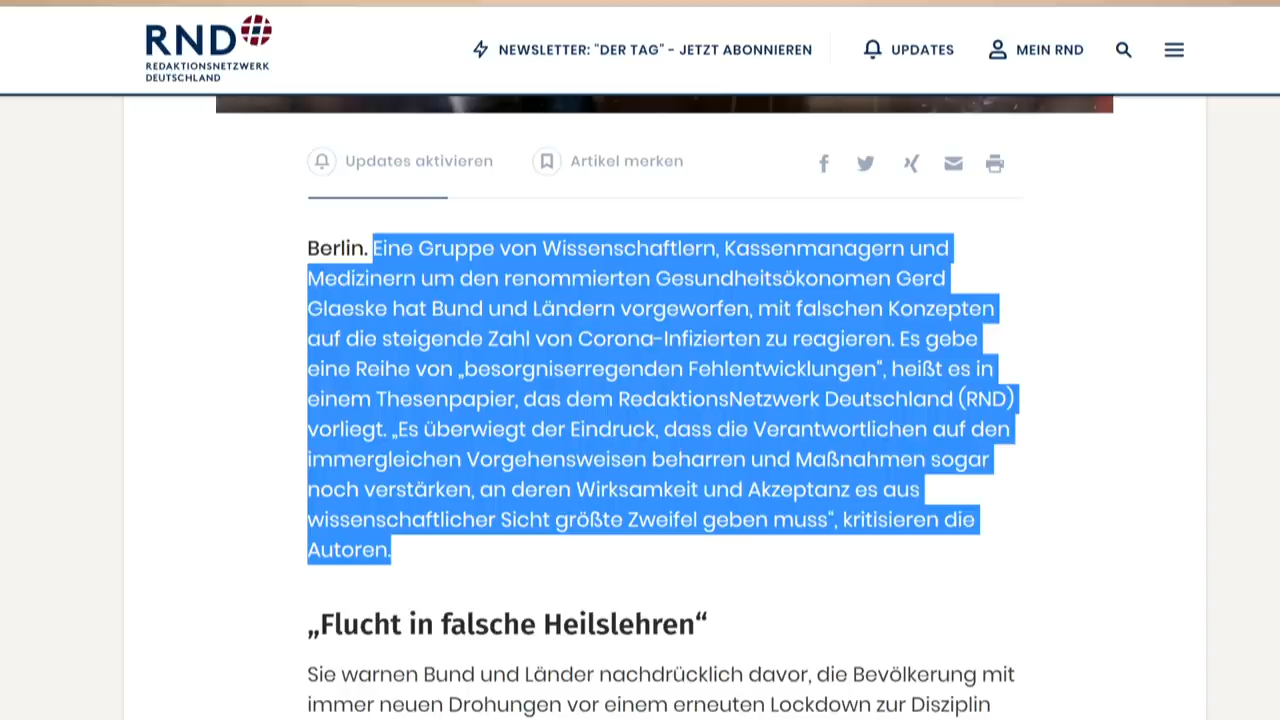 RND
REDAKTIONSNETZWERK
DEUTSCHLAND
NEWSLETTER: "DER TAG" - JETZT ABONNIEREN
UPDATES
MEIN RND
Updates aktivieren
Artikel merken
Berlin. Eine Gruppe von Wissenschaftlern, Kassenmanagern und
Medizinern um den renommierten Gesundheitsökonomen Gerd
Glaeske hat Bund und Ländern vorgeworfen, mit falschen Konzepten
auf die steigende Zahl von Corona-Infizierten zu reagieren. Es gebe
eine Reihe von „besorgniserregenden Fehlentwicklungen“, heißt es in
einem Thesenpapier, das dem RedaktionsNetzwerk Deutschland (RND)
vorliegt. „Es überwiegt der Eindruck, dass die Verantwortlichen auf den
immergleichen Vorgehensweisen beharren und Maßnahmen sogar
noch verstärken, an deren Wirksamkeit und Akzeptanz es aus
wissenschaftlicher Sicht größte Zweifel geben muss“, kritisieren die
Autoren.
„Flucht in falsche Heilslehren“
Sie warnen Bund und Länder nachdrücklich davor, die Bevölkerung mit
immer neuen Drohungen vor einem erneuten Lockdown zur Disziplin